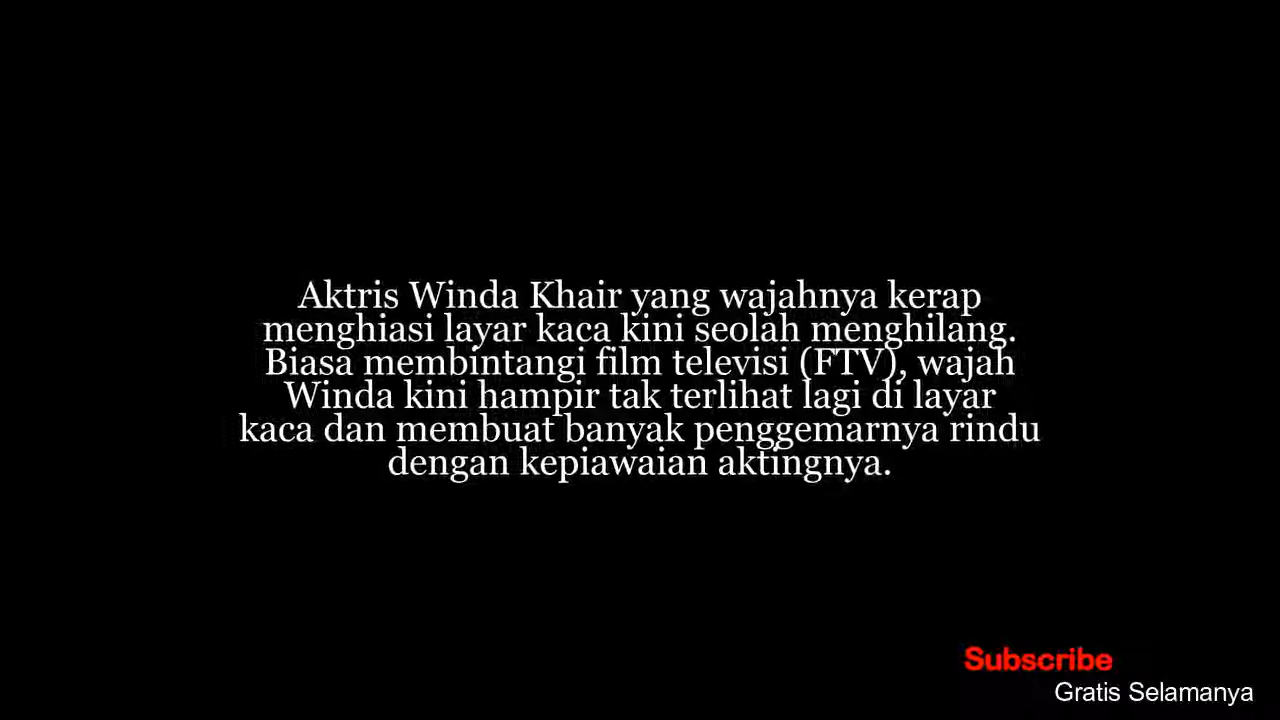 Aktris Winda Khair yang wajahnya kerap
menghiasi layar kaca kini seolah menghilang.
Biasa membintangi film televisi (FTV), wajah
Winda kini hampir tak terlihat lagi di layar
kaca dan membuat banyak penggemarnya rindu
dengan kepiawaian aktingnya.
Subscribe
Gratis Selamanya